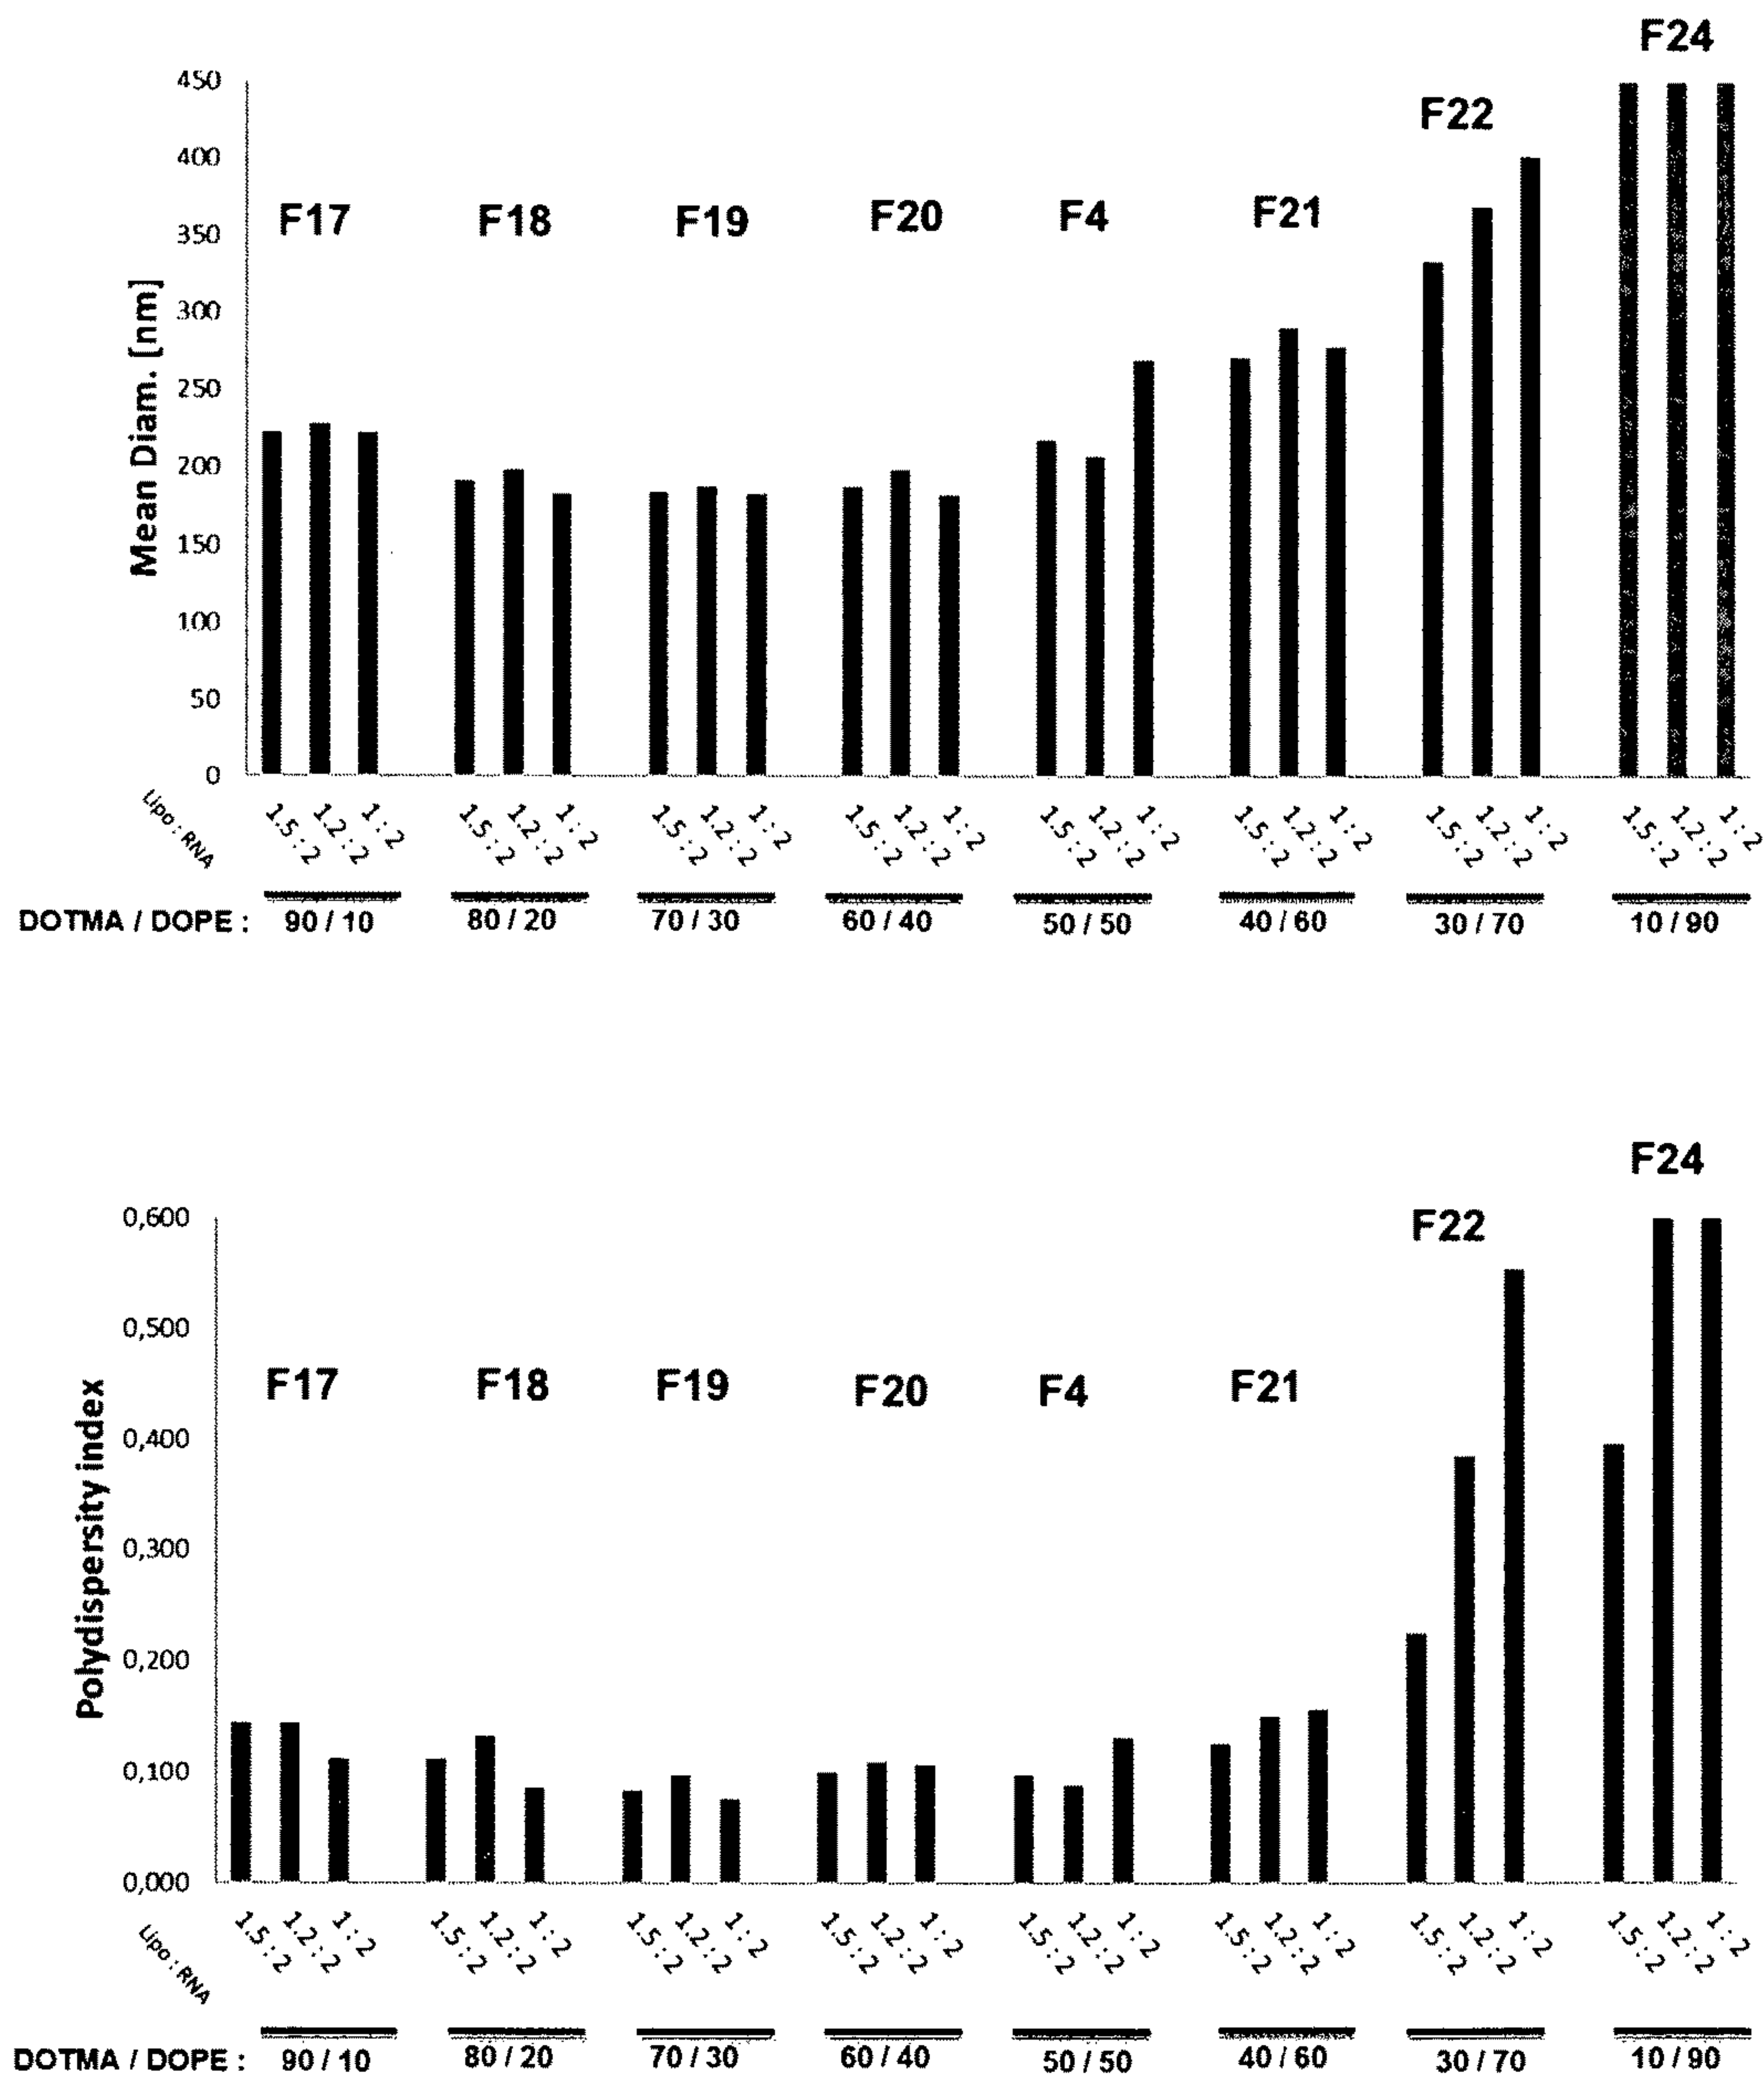 F24
450
F22
400
F17 F18 F19 F20 F4 F21
350
300
250
200
150
100
50
0
Mean Diam. [nm]
Lipo : RNA 1.5 : 2 1.2 : 2 1 : 2 1.5 : 2 1.2 : 2 1 : 2 1.5 : 2 1.2 : 2 1 : 2 1.5 : 2 1.2 : 2 1 : 2 1.5 : 2 1.2 : 2 1 : 2 1.5 : 2 1.2 : 2 1 : 2 1.5 : 2 1.2 : 2 1 : 2 1.5 : 2 1.2 : 2 1 : 2
DOTMA / DOPE : 90 / 10 80 / 20 70 / 30 60 / 40 50 / 50 40 / 60 30 / 70 10 / 90
F24
0,600
F22
0,500
F17 F18 F19 F20 F4 F21
0,400
0,300
0,200
0,100
0,000
Polydispersity index
Lipo : RNA 1.5 : 2 1.2 : 2 1 : 2 1.5 : 2 1.2 : 2 1 : 2 1.5 : 2 1.2 : 2 1 : 2 1.5 : 2 1.2 : 2 1 : 2 1.5 : 2 1.2 : 2 1 : 2 1.5 : 2 1.2 : 2 1 : 2 1.5 : 2 1.2 : 2 1 : 2 1.5 : 2 1.2 : 2 1 : 2
DOTMA / DOPE : 90 / 10 80 / 20 70 / 30 60 / 40 50 / 50 40 / 60 30 / 70 10 / 90